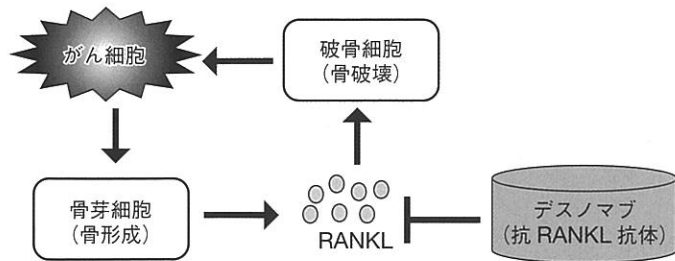 がん細胞
破骨細胞
(骨破壊)
骨芽細胞
(骨形成)
RANKL
デスノマブ
(抗 RANKL 抗体)